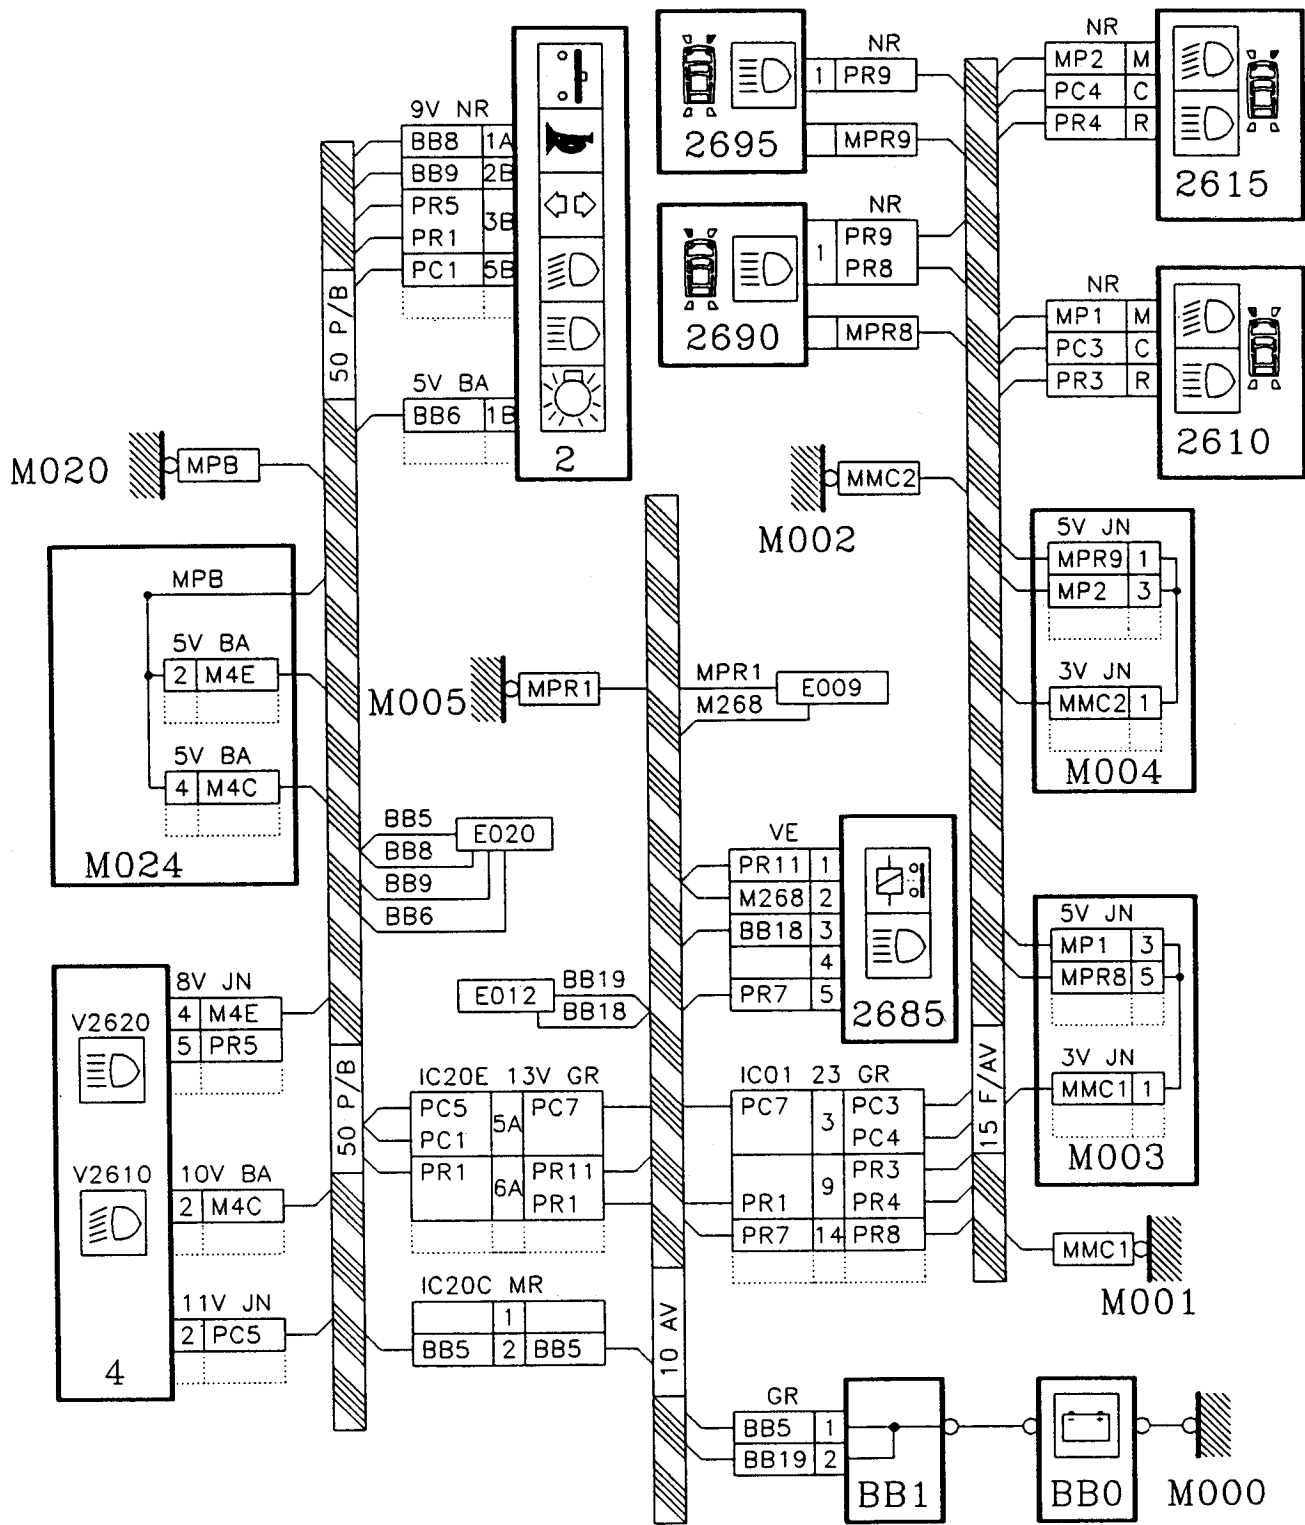 9V NR
BB8 1A
BB9 2B
PR5
3B
PR1
PC1 5B
5V BA
BB6 1B
2
50 P/B
M020
MPB
MPB
5V BA
2 M4E
5V BA
4 M4C
M024
BB5
BB8
BB9
BB6
E020
8V JN
4 M4E
5 PR5
V2620
V2610
10V BA
2 M4C
11V JN
2 PC5
4
50 P/B
2695
NR
1 PR9
MPR9
2690
NR
1
PR9
PR8
MPR8
NR
MP2 M
PC4 C
PR4 R
2615
NR
MP1 M
PC3 C
PR3 R
2610
MMC2
M002
5V JN
MPR9 1
MP2 3
3V JN
MMC2 1
M004
M005
MPR1
MPR1
M268
E009
VE
PR11 1
M268 2
BB18 3
4
PR7 5
2685
E012
BB19
BB18
5V JN
MP1 3
MPR8 5
3V JN
MMC1 1
M003
15 F/AV
IC20E 13V GR
PC5
PC1
5A
PC7
PR1
6A
PR11
PR1
IC01 23 GR
PC7
3
PC3
PC4
PR1
9
PR3
PR4
PR7 14 PR8
MMC1
M001
IC20C MR
1
BB5 2 BB5
10 AV
GR
BB5 1
BB19 2
BB1
BB0
M000